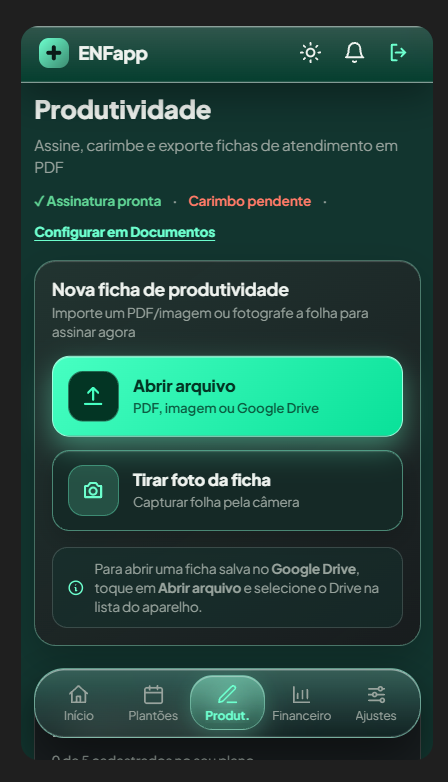 ENFapp
Produtividade
Assine, carimbe e exporte fichas de atendimento em
PDF
✓ Assinatura pronta · Carimbo pendente ·
Configurar em Documentos
Nova ficha de produtividade
Importe um PDF/imagem ou fotografe a folha para
assinar agora
Abrir arquivo
PDF, imagem ou Google Drive
Tirar foto da ficha
Capturar folha pela câmera
Para abrir uma ficha salva no Google Drive,
toque em Abrir arquivo e selecione o Drive na
lista do aparelho.
Início Plantões Produt. Financeiro Ajustes